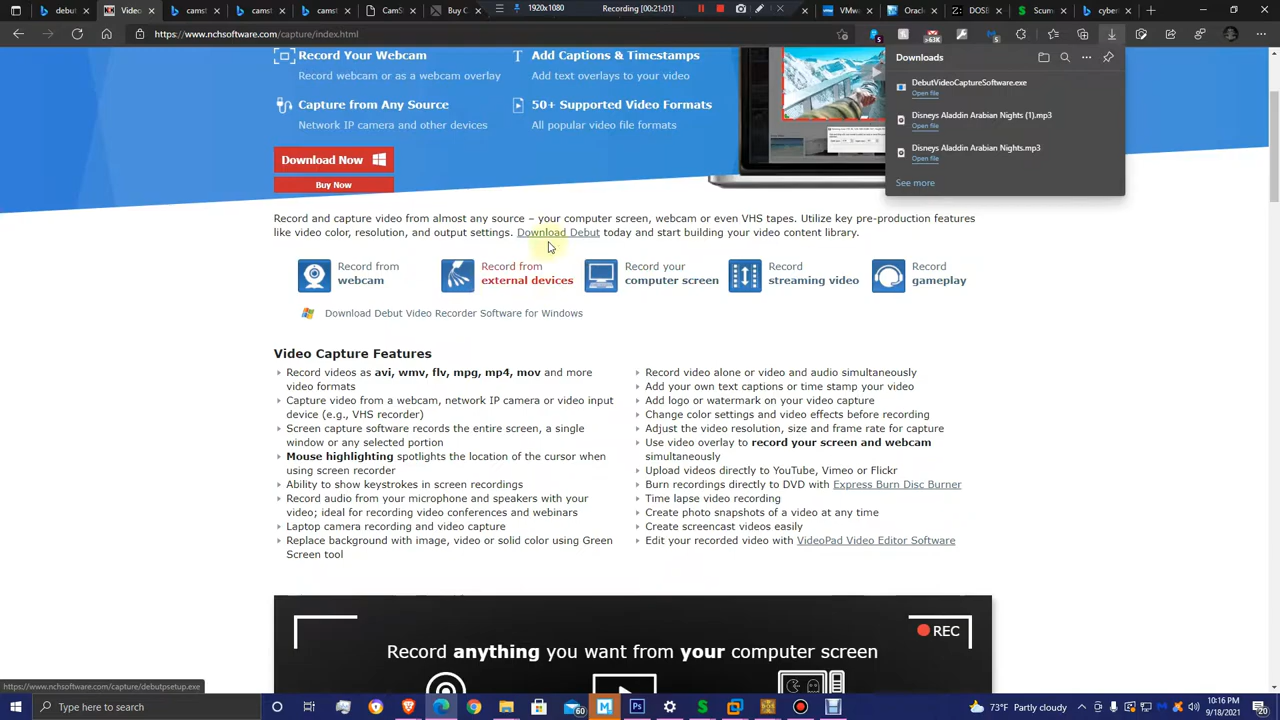 debut
Video
cams
cams
cams
CamS
Buy C
1920x1080
Recording [00:21:01]
VMw
Ora
Zi
DOSE
Scum
cyber
https://www.nchsoftware.com/capture/index.html
Record Your Webcam
Record webcam or as a webcam overlay
Add Captions & Timestamps
Add text overlays to your video
Capture from Any Source
Network IP camera and other devices
50+ Supported Video Formats
All popular video file formats
Download Now
Buy Now
Downloads
DebutVideoCaptureSoftware.exe
Open file
Disneys Aladdin Arabian Nights (1).mp3
Open file
Disneys Aladdin Arabian Nights.mp3
Open file
See more
Record and capture video from almost any source – your computer screen, webcam or even VHS tapes. Utilize key pre-production features
like video color, resolution, and output settings. Download Debut today and start building your video content library.
Record from
webcam
Record from
external devices
Record your
computer screen
Record
streaming video
Record
gameplay
Download Debut Video Recorder Software for Windows
Video Capture Features
Record videos as avi, wmv, flv, mpg, mp4, mov and more
video formats
Capture video from a webcam, network IP camera or video input
device (e.g., VHS recorder)
Screen capture software records the entire screen, a single
window or any selected portion
Mouse highlighting spotlights the location of the cursor when
using screen recorder
Ability to show keystrokes in screen recordings
Record audio from your microphone and speakers with your
video; ideal for recording video conferences and webinars
Laptop camera recording and video capture
Replace background with image, video or solid color using Green
Screen tool
Record video alone or video and audio simultaneously
Add your own text captions or time stamp your video
Add logo or watermark on your video capture
Change color settings and video effects before recording
Adjust the video resolution, size and frame rate for capture
Use video overlay to record your screen and webcam
simultaneously
Upload videos directly to YouTube, Vimeo or Flickr
Burn recordings directly to DVD with Express Burn Disc Burner
Time lapse video recording
Create photo snapshots of a video at any time
Create screencast videos easily
Edit your recorded video with VideoPad Video Editor Software
REC
Record anything you want from your computer screen
https://www.nchsoftware.com/capture/debutpsetup.exe
Type here to search
60
73°F Partly cloudy
10:16 PM
9/18/2021
20